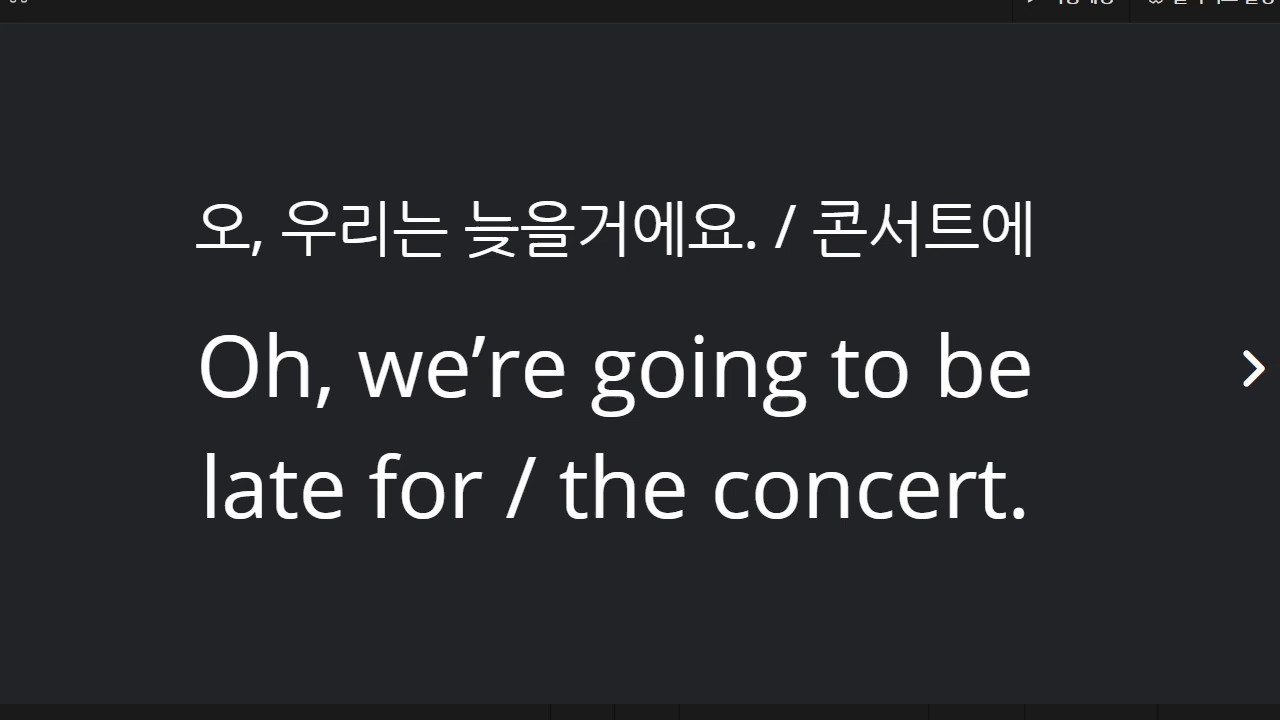 오, 우리는 늦을거에요. / 콘서트에
Oh, we’re going to be
late for / the concert.